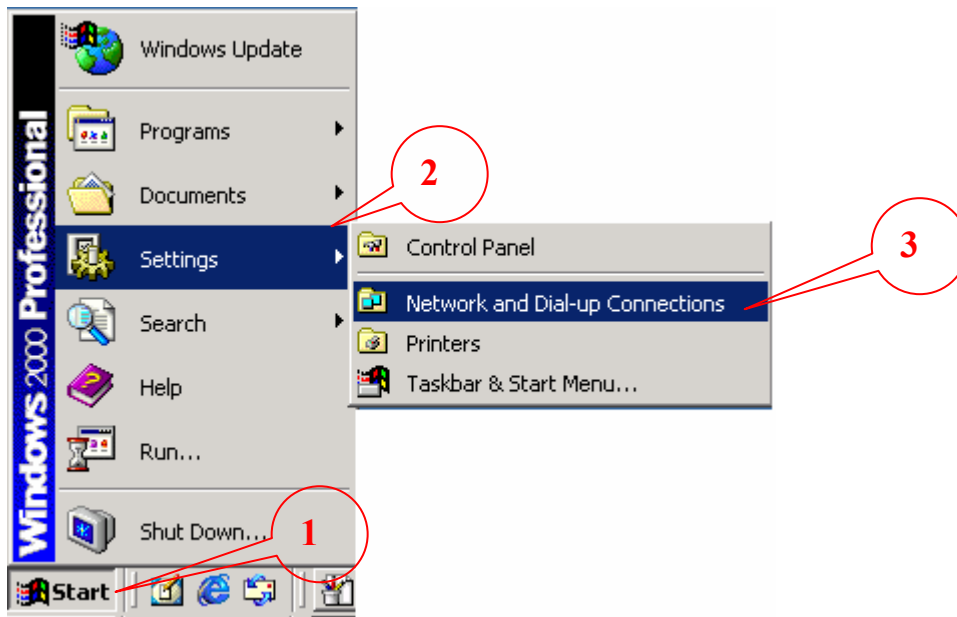 Windows 2000 Professional
Windows Update
Programs
Documents
Settings
Search
Help
Run...
Shut Down...
Start
Control Panel
Network and Dial-up Connections
Printers
Taskbar & Start Menu...
1
2
3